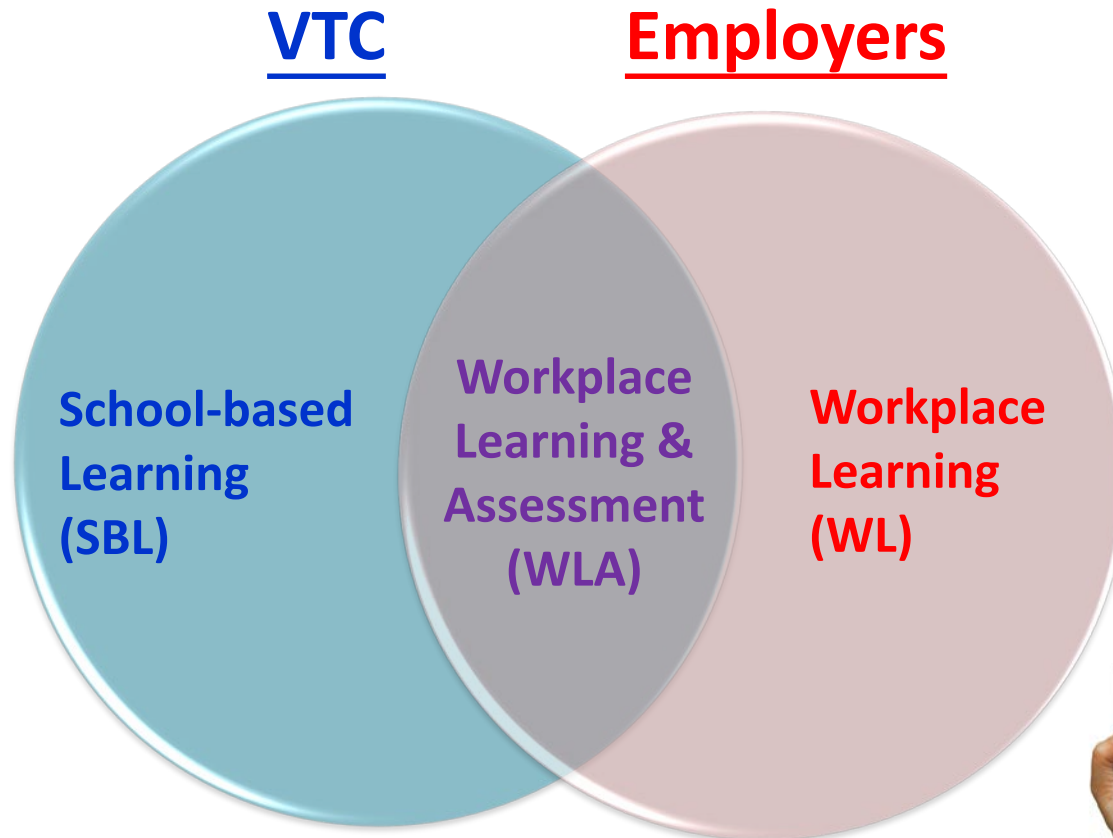 VTC
Employers
School-based
Learning
(SBL)
Workplace
Learning &
Assessment
(WLA)
Workplace
Learning
(WL)